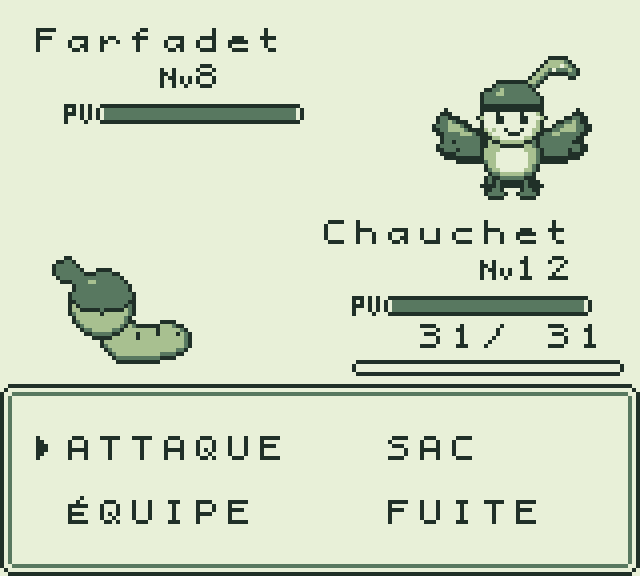 Farfadet
Nv8
PV
Chauchet
Nv12
PV
31/ 31
ATTAQUE SAC
ÉQUIPE FUITE